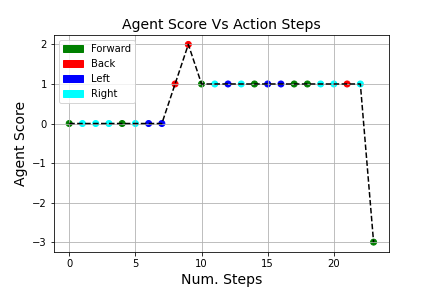 Agent Score Vs Action Steps
Forward
Back
Left
Right
2
1
0
−1
−2
−3
Agent Score
0 5 10 15 20
Num. Steps